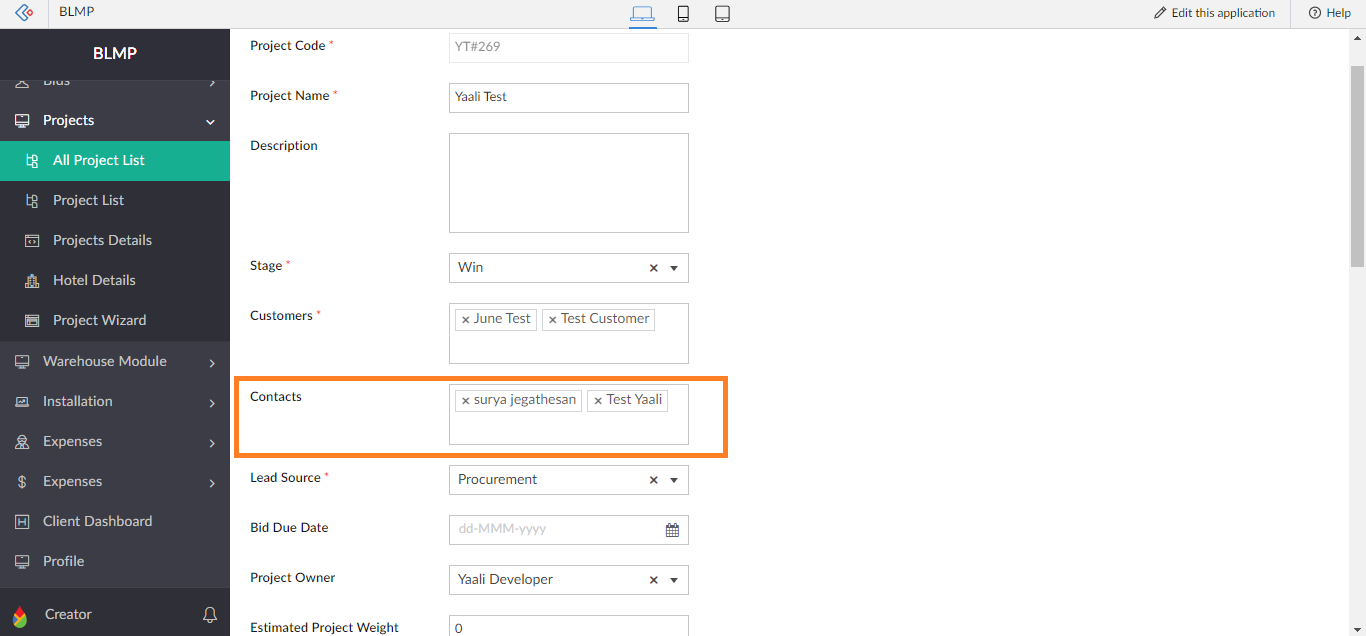 BLMP
Edit this application
Help
BLMP
Bids
Projects
All Project List
Project List
Projects Details
Hotel Details
Project Wizard
Warehouse Module
Installation
Expenses
$ Expenses
Client Dashboard
Profile
Creator
Project Code * YT#269
Project Name * Yaali Test
Description
Stage * Win
Customers * × June Test × Test Customer
Contacts × surya jegathesan × Test Yaali
Lead Source * Procurement
Bid Due Date dd-MMM-yyyy
Project Owner Yaali Developer
Estimated Project Weight 0